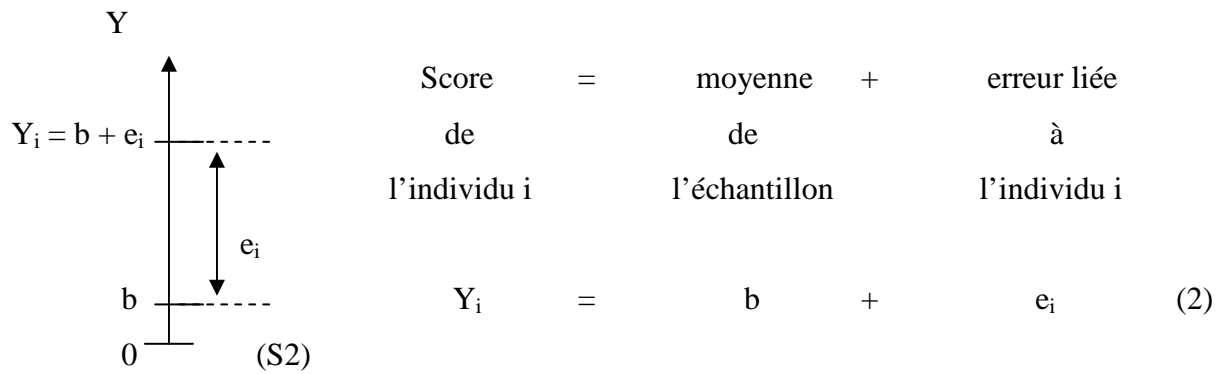 Y
Score = moyenne + erreur liée
Yᵢ = b + eᵢ de de à
l’individu i l’échantillon l’individu i
eᵢ
b Yᵢ = b + eᵢ (2)
0 (S2)